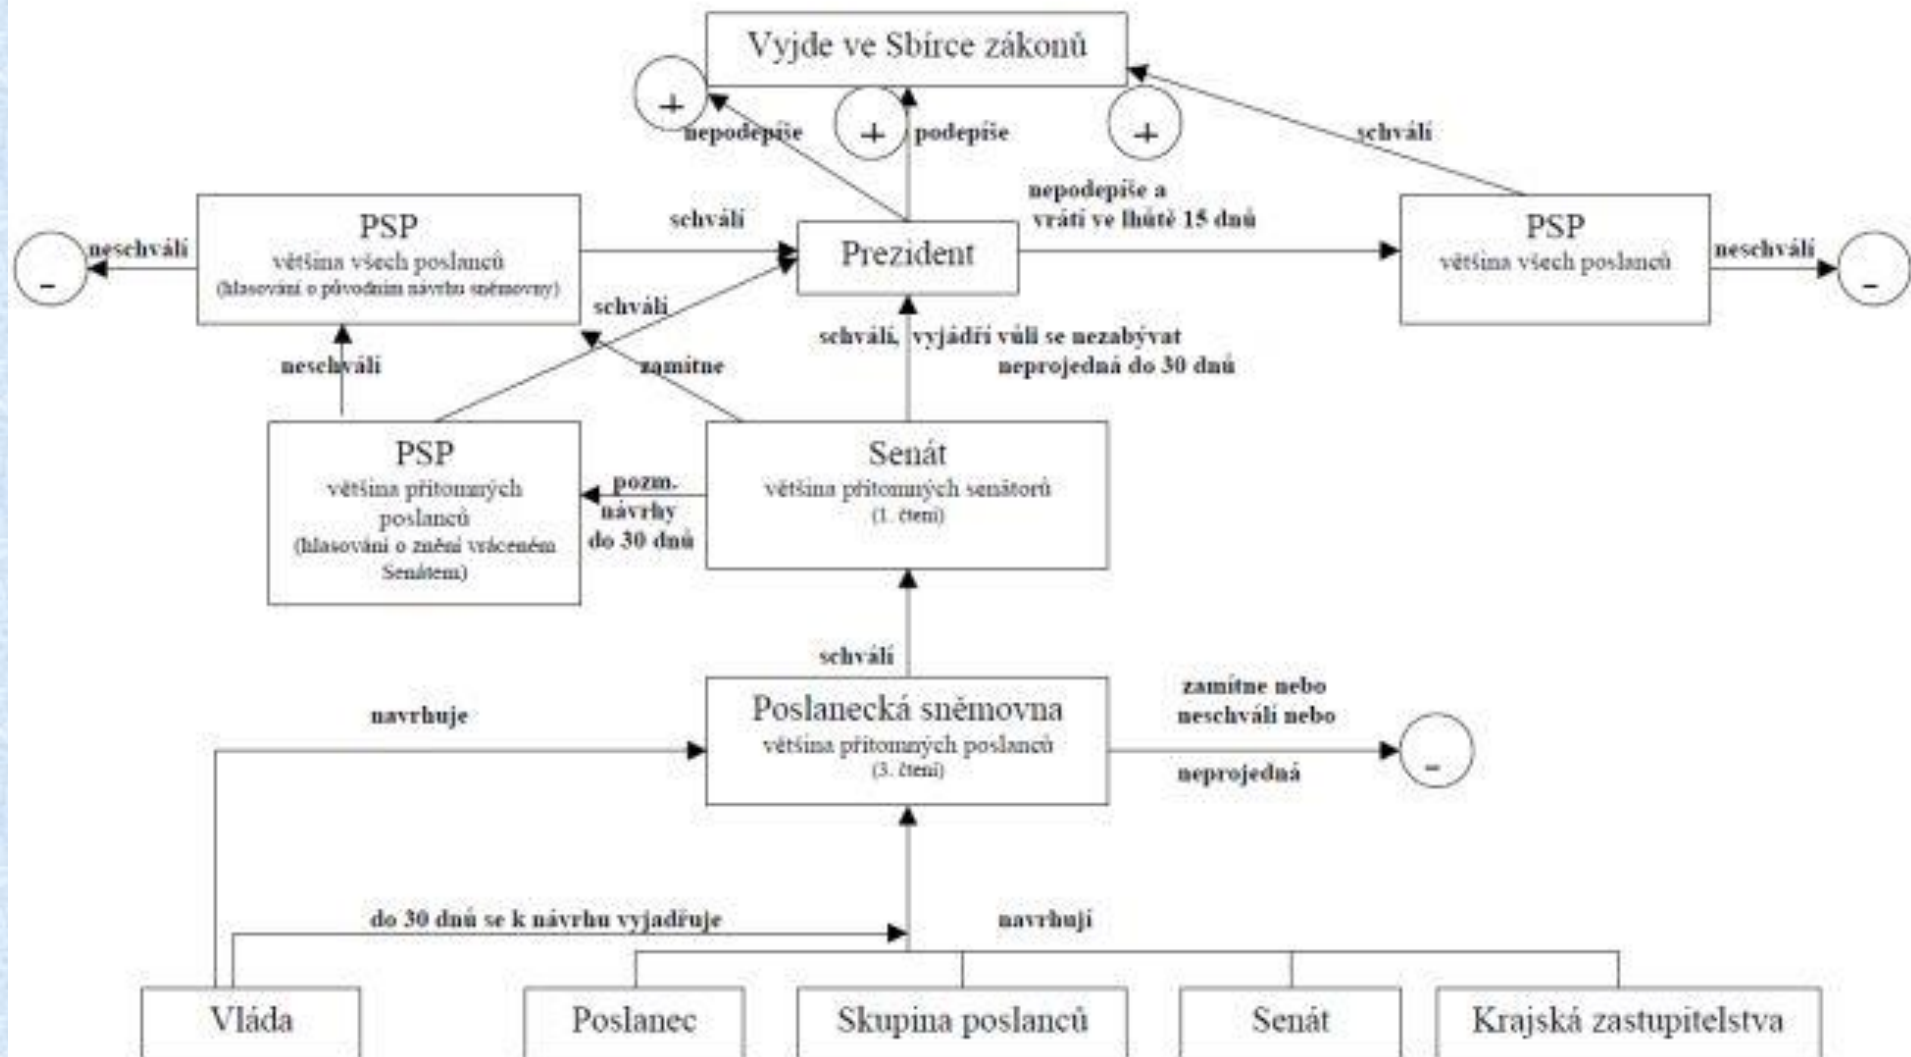 Vyjde ve Sbírce zákonů
+
+
+
nepodepíše
podepíše
schválí
PSP
většina všech poslanců
(hlasování o původním návrhu sněmovny)
neschválí
-
schválí
Prezident
nepodepíše a
vrátí ve lhůtě 15 dnů
PSP
většina všech poslanců
neschválí
-
schválí
neschválí
zamítne
schválí, vyjádří vůli se nezabývat
neprojedná do 30 dnů
PSP
většina přítomných
poslanců
(hlasování o znění vráceném
Senátem)
pozm.
návrhy
do 30 dnů
Senát
většina přítomných senátorů
(1. čtení)
schválí
navrhuje
Poslanecká sněmovna
většina přítomných poslanců
(3. čtení)
zamítne nebo
neschválí nebo
neprojedná
-
do 30 dnů se k návrhu vyjadřuje
navrhují
Vláda
Poslanec
Skupina poslanců
Senát
Krajská zastupitelstva